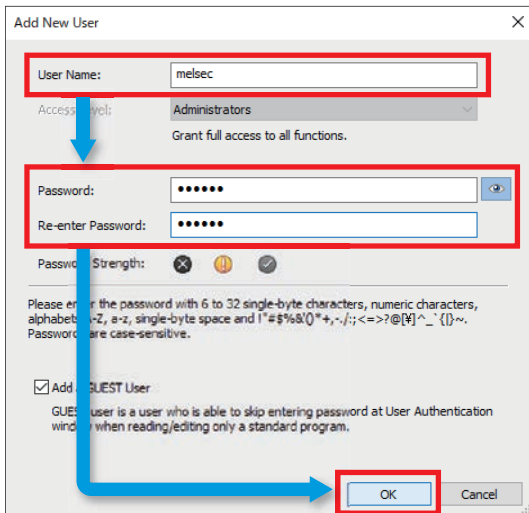 Add New User
User Name: melsec
Access Level: Administrators
Grant full access to all functions.
Password: ••••••
Re-enter Password: ••••••
Password Strength:
Please enter the password with 6 to 32 single-byte characters, numeric characters,
alphabets A-Z, a-z, single-byte space and !"#$%&'()*+,-./:;<=>?@[¥]^_`{|}~.
Passwords are case-sensitive.
Add a GUEST User
GUEST user is a user who is able to skip entering password at User Authentication
window when reading/editing only a standard program.
OK Cancel